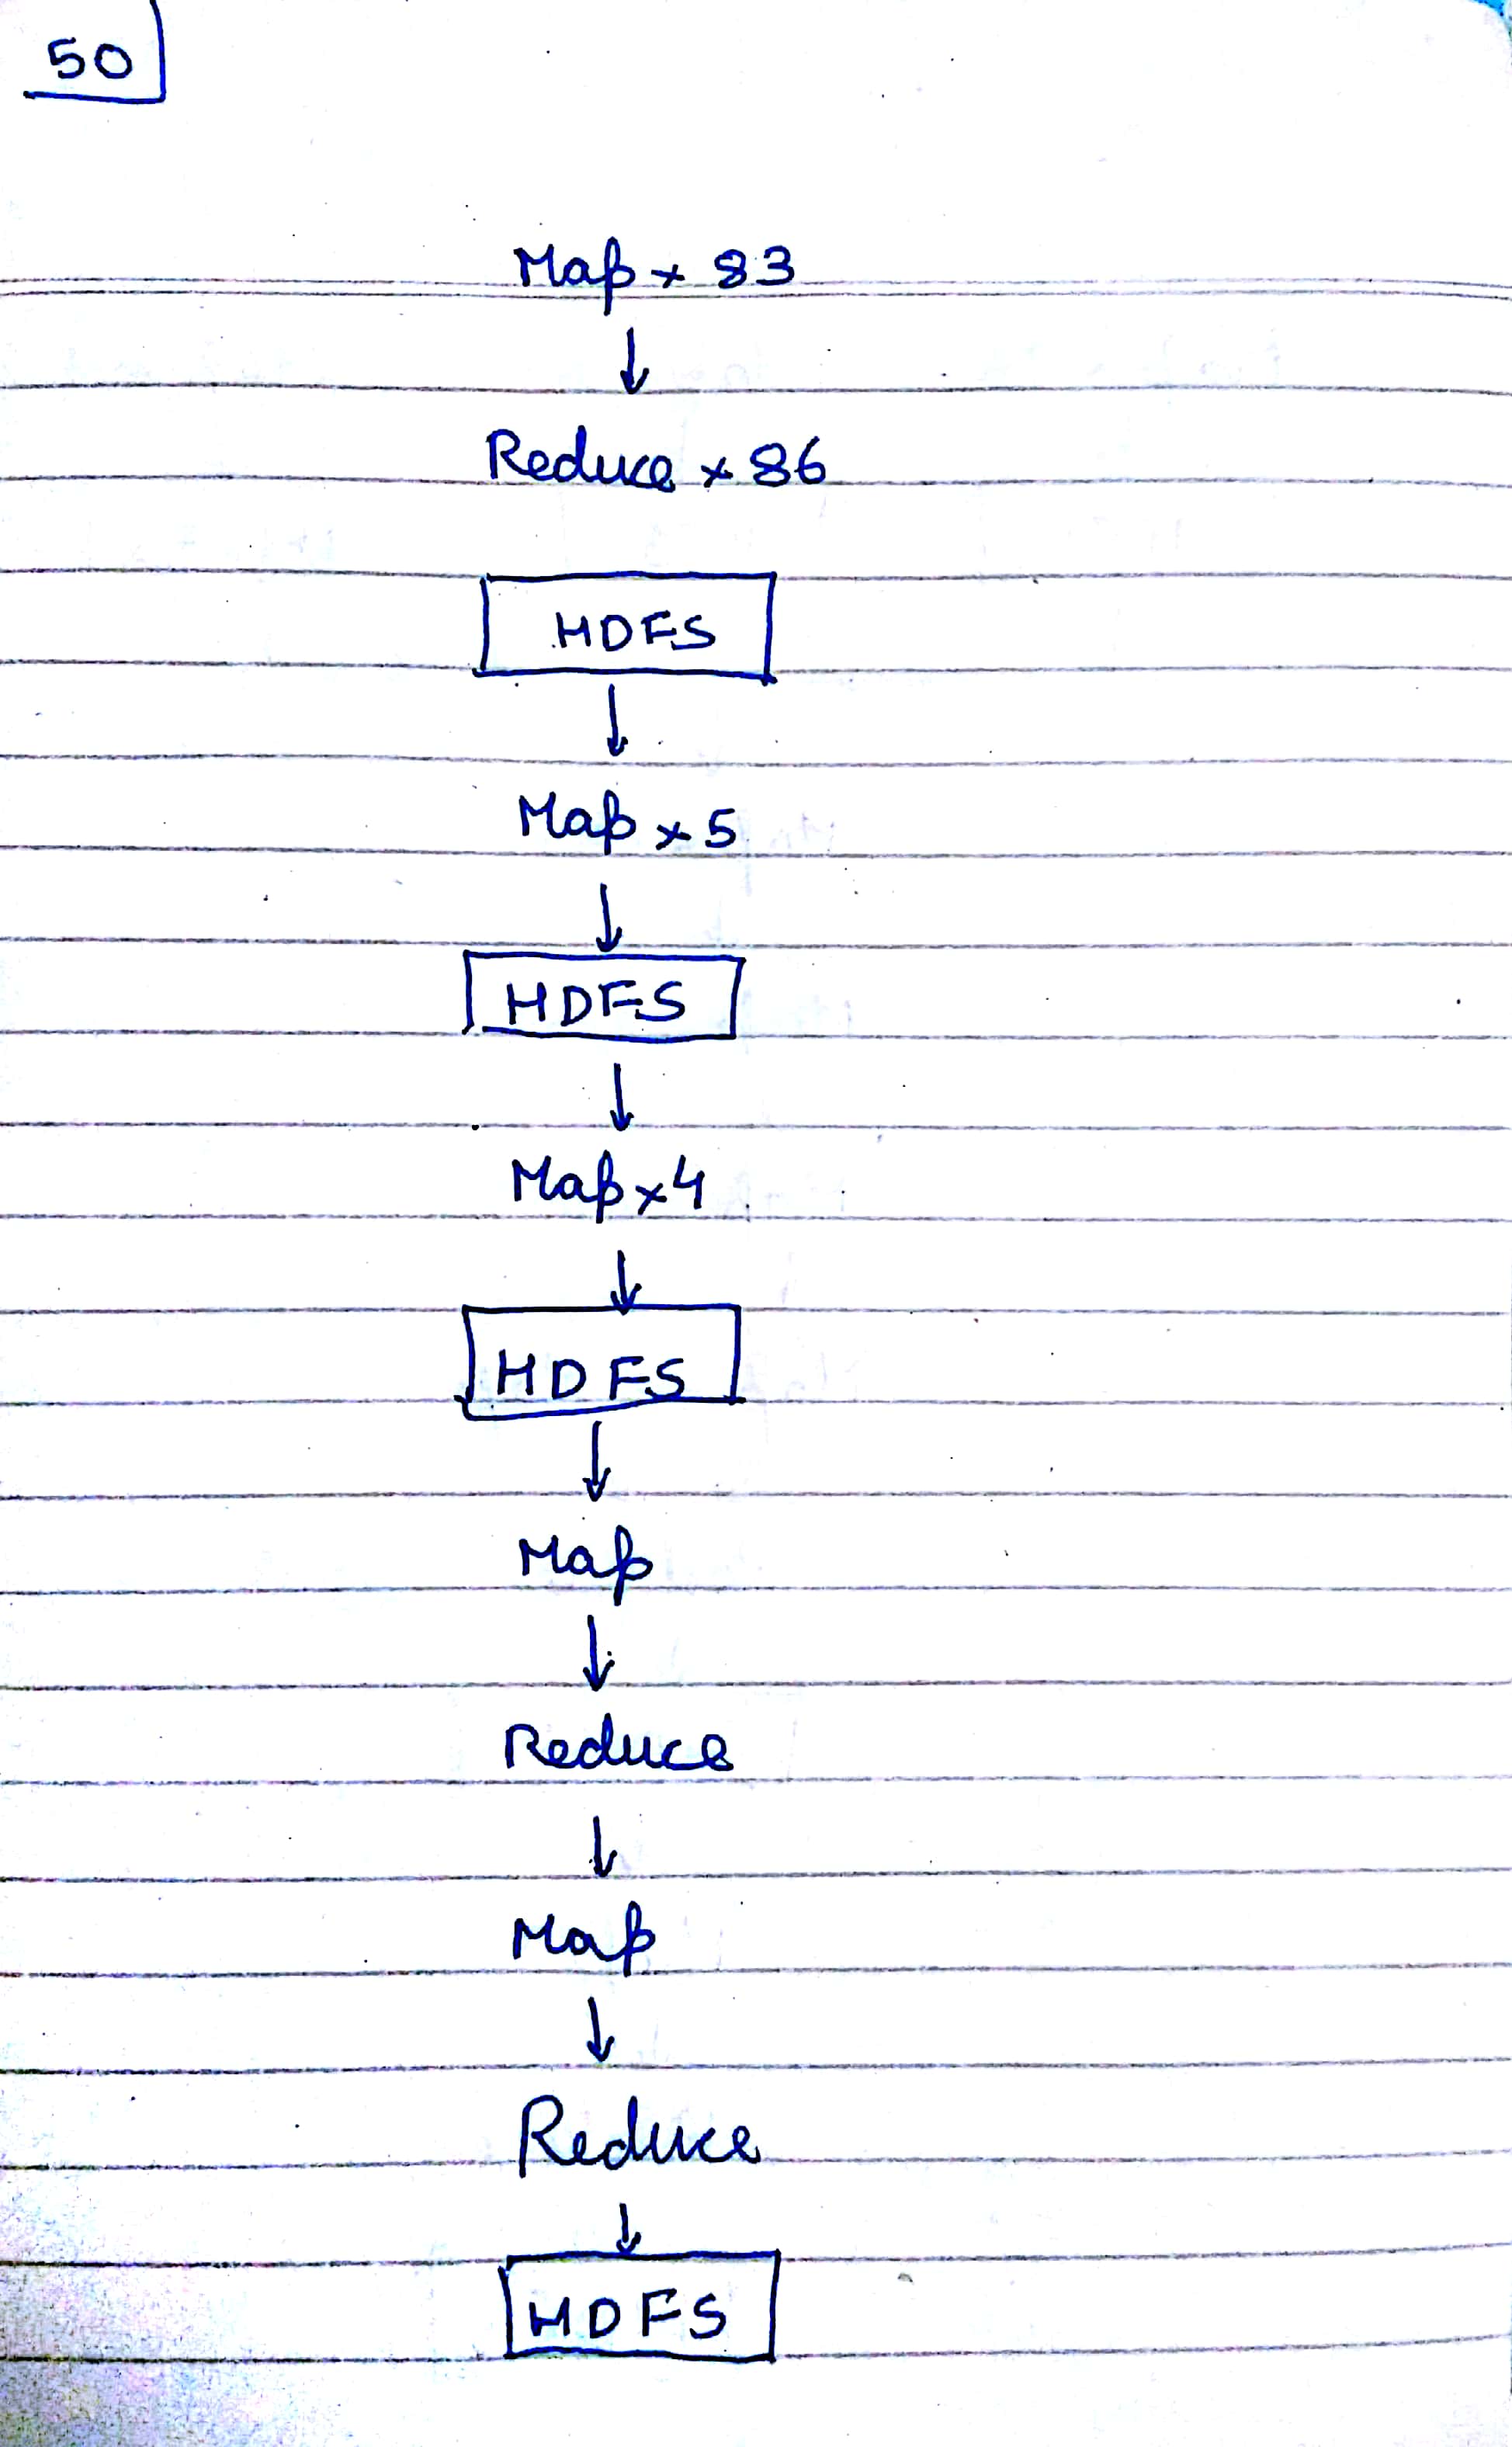 50
Map x 83
↓
Reduce x 86
HDFS
↓
Map x 5
↓
HDFS
↓
Map x 4
↓
HDFS
↓
Map
↓
Reduce
↓
Map
↓
Reduce
↓
HDFS